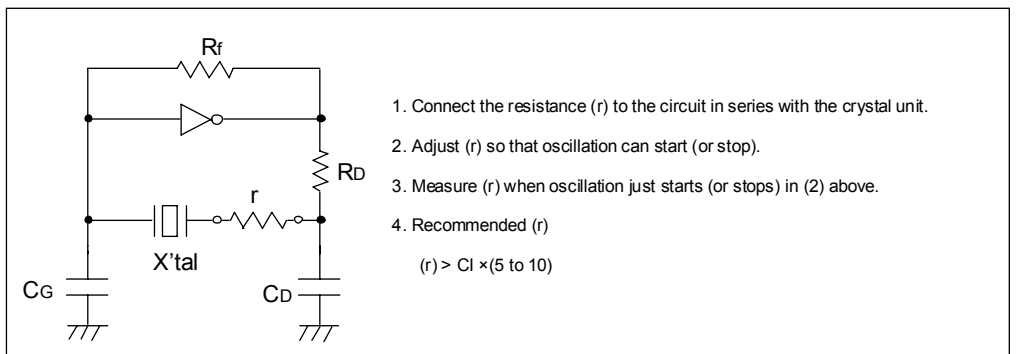 Rf
RD
r
X'tal
CG
CD
1. Connect the resistance (r) to the circuit in series with the crystal unit.
2. Adjust (r) so that oscillation can start (or stop).
3. Measure (r) when oscillation just starts (or stops) in (2) above.
4. Recommended (r)
(r) > CI ×(5 to 10)